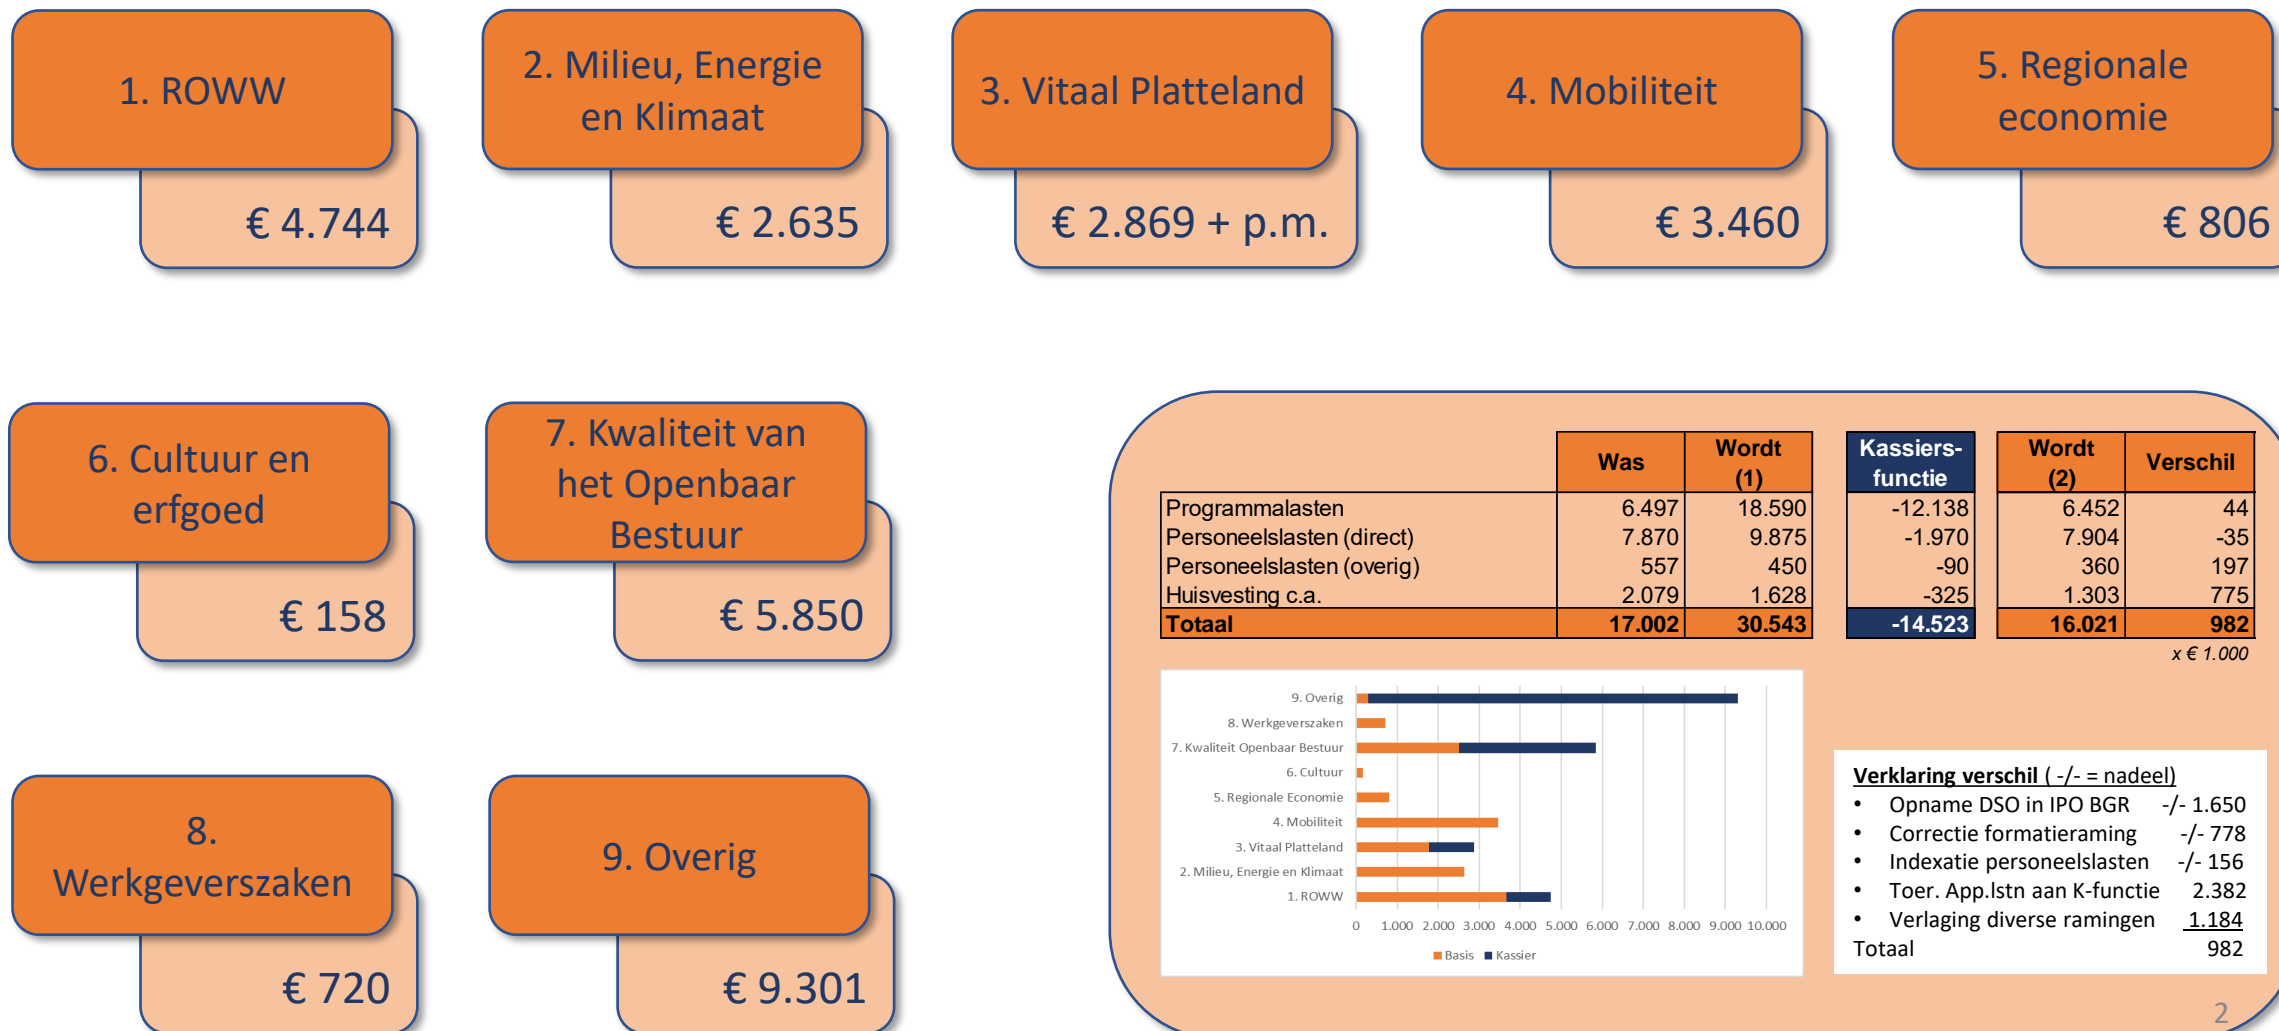 1. ROWW
€ 4.744
2. Milieu, Energie
en Klimaat
€ 2.635
3. Vitaal Platteland
€ 2.869 + p.m.
4. Mobiliteit
€ 3.460
5. Regionale
economie
€ 806
6. Cultuur en
erfgoed
€ 158
7. Kwaliteit van
het Openbaar
Bestuur
€ 5.850
8.
Werkgeverszaken
€ 720
9. Overig
€ 9.301
Was Wordt (1) Kassiers-functie Wordt (2) Verschil
Programmalasten 6.497 18.590 -12.138 6.452 44
Personeelslasten (direct) 7.870 9.875 -1.970 7.904 -35
Personeelslasten (overig) 557 450 -90 360 197
Huisvesting c.a. 2.079 1.628 -325 1.303 775
Totaal 17.002 30.543 -14.523 16.021 982
x € 1.000
9. Overig
8. Werkgeverszaken
7. Kwaliteit Openbaar Bestuur
6. Cultuur
5. Regionale Economie
4. Mobiliteit
3. Vitaal Platteland
2. Milieu, Energie en Klimaat
1. ROWW
0 1.000 2.000 3.000 4.000 5.000 6.000 7.000 8.000 9.000 10.000
Basis Kassier
Verklaring verschil ( -/- = nadeel)
• Opname DSO in IPO BGR -/- 1.650
• Correctie formatieraming -/- 778
• Indexatie personeelslasten -/- 156
• Toer. App.lstn aan K-functie 2.382
• Verlaging diverse ramingen 1.184
Totaal 982
2